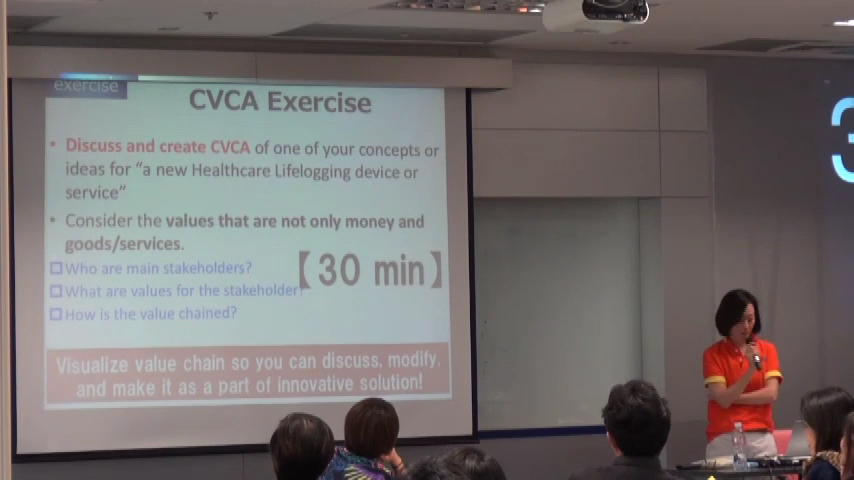 exercise
CVCA Exercise
• Discuss and create CVCA of one of your concepts or
ideas for “a new Healthcare Lifelogging device or
service”
• Consider the values that are not only money and
goods/services.
Who are main stakeholders?
What are values for the stakeholder?
How is the value chained?
【30 min】
Visualize value chain so you can discuss, modify,
and make it as a part of innovative solution!
3